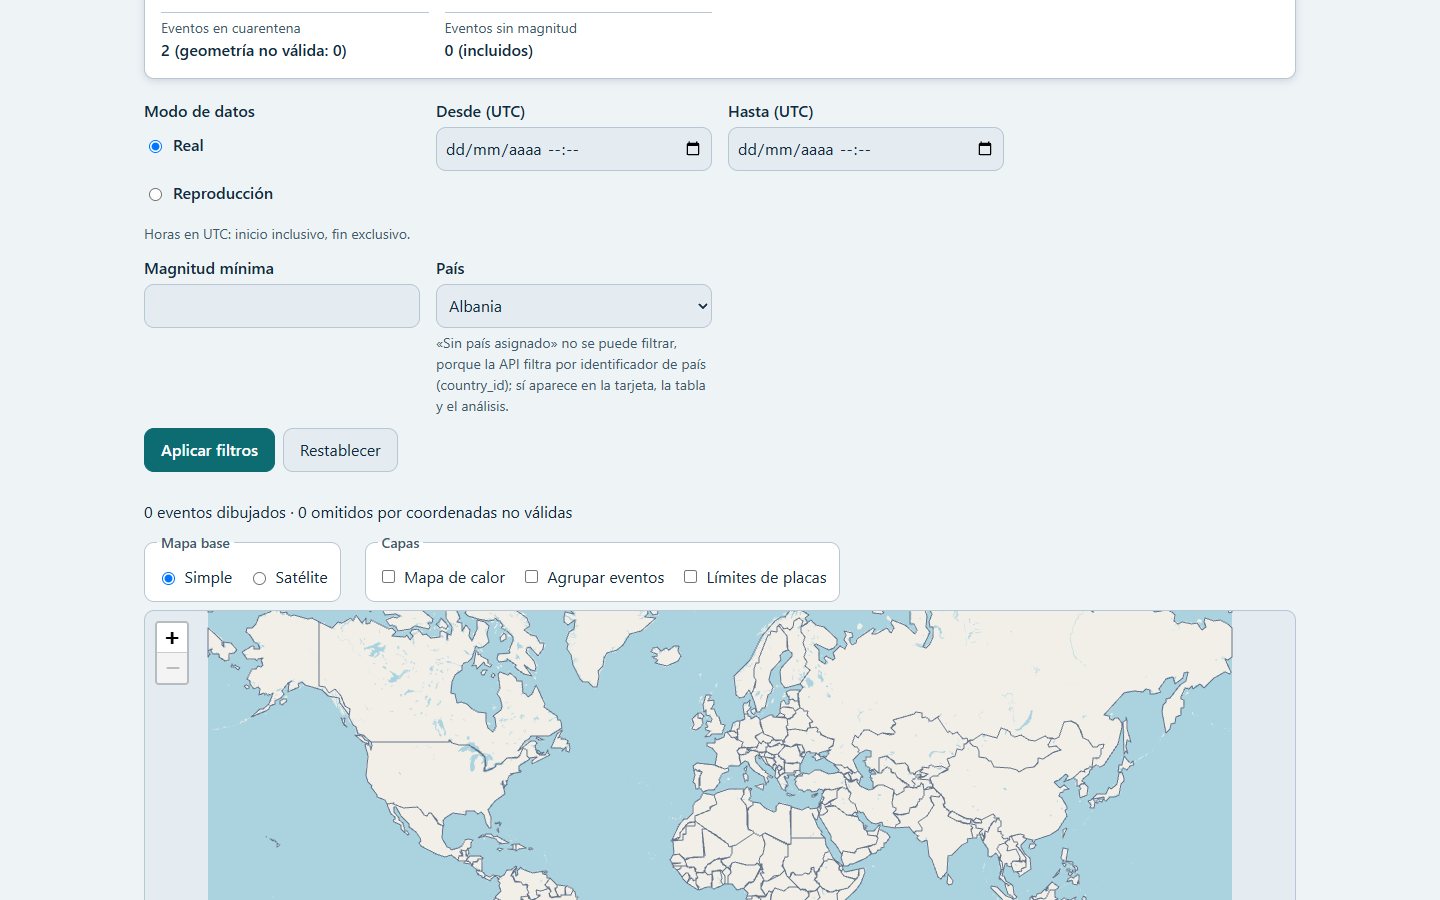 Eventos en cuarentena
2 (geometría no válida: 0)
Eventos sin magnitud
0 (incluidos)
Modo de datos
Real
Reproducción
Desde (UTC)
dd/mm/aaaa --:--
Hasta (UTC)
dd/mm/aaaa --:--
Horas en UTC: inicio inclusivo, fin exclusivo.
Magnitud mínima
País
Albania
«Sin país asignado» no se puede filtrar,
porque la API filtra por identificador de país
(country_id); sí aparece en la tarjeta, la tabla
y el análisis.
Aplicar filtros
Restablecer
0 eventos dibujados · 0 omitidos por coordenadas no válidas
Mapa base
Simple
Satélite
Capas
Mapa de calor
Agrupar eventos
Límites de placas
+
−